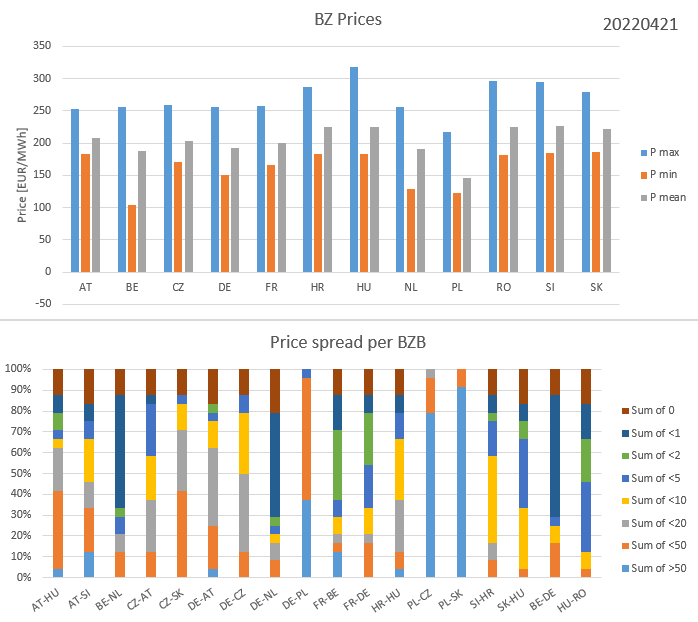 BZ Prices
20220421
350
300
250
200
150
100
50
0
-50
Price [EUR/MWh]
AT BE CZ DE FR HR HU NL PL RO SI SK
P max
P min
P mean
Price spread per BZB
100%
90%
80%
70%
60%
50%
40%
30%
20%
10%
0%
AT-HU AT-SI BE-NL CZ-AT CZ-SK DE-AT DE-CZ DE-NL DE-PL FR-BE FR-DE HR-HU PL-CZ PL-SK SI-HR SK-HU BE-DE HU-RO
Sum of 0
Sum of <1
Sum of <2
Sum of <5
Sum of <10
Sum of <20
Sum of <50
Sum of >50